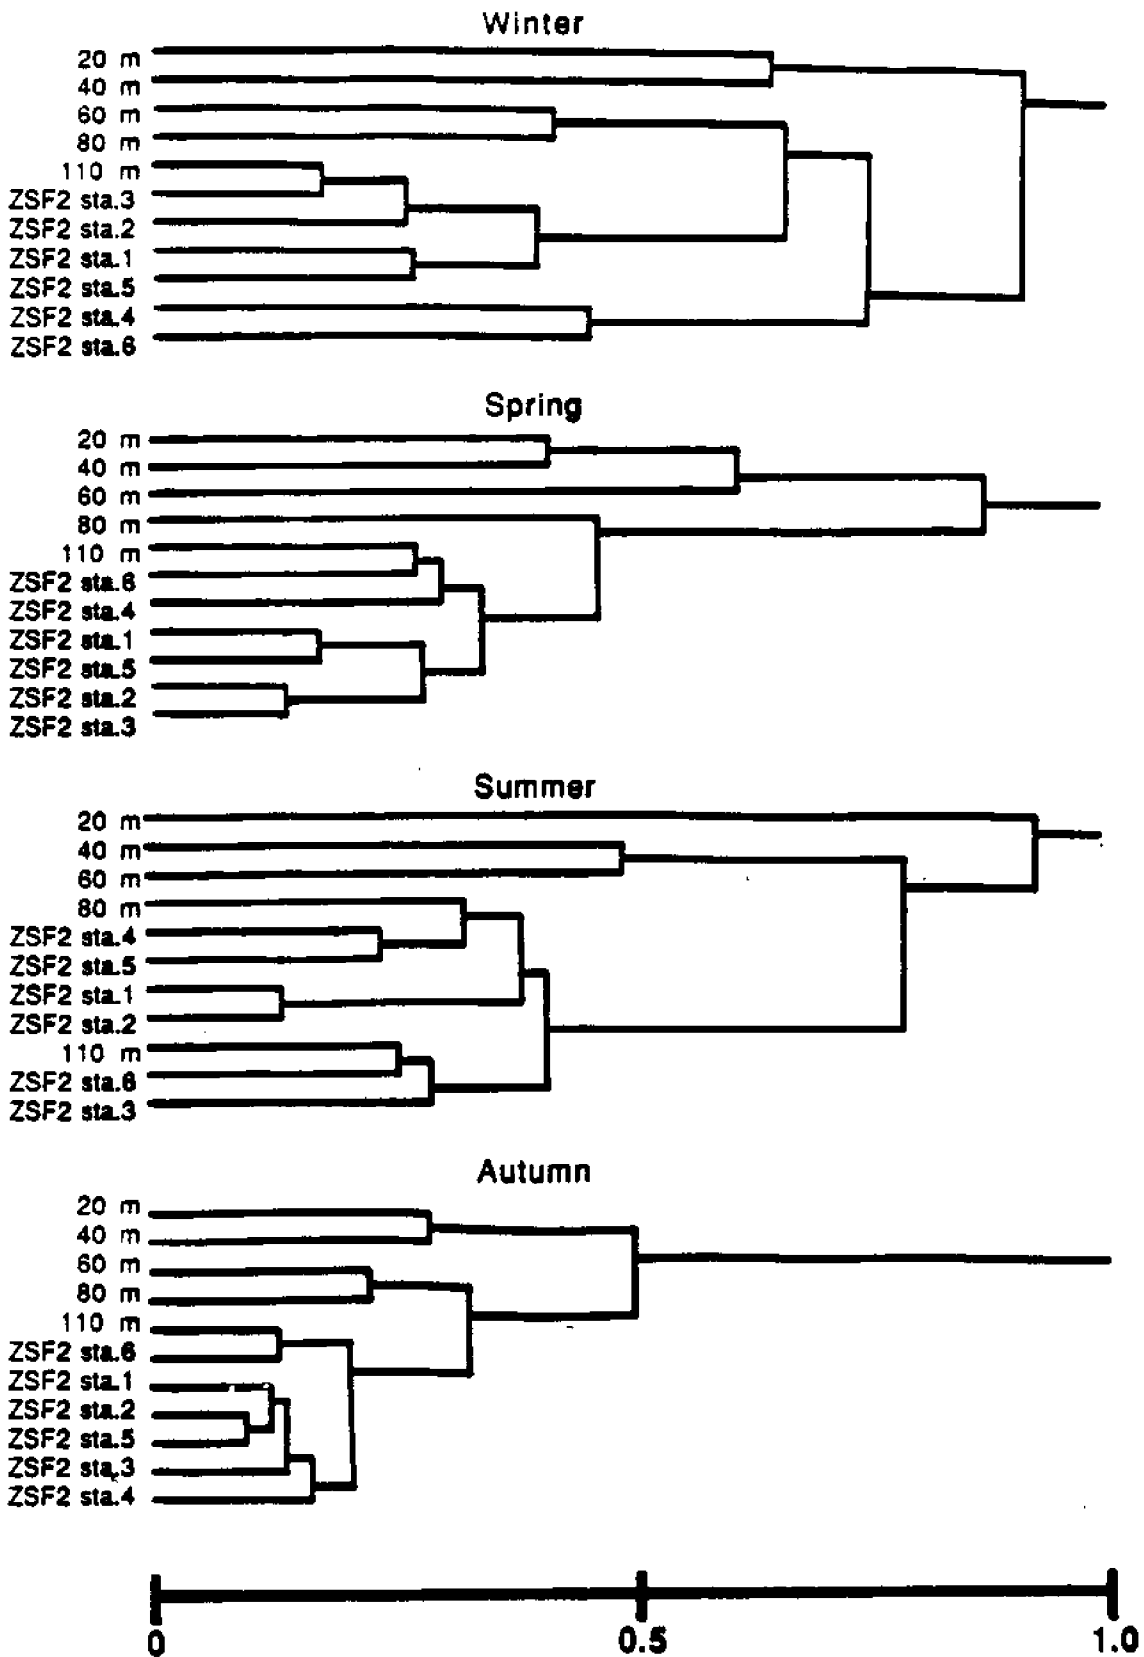 Winter
20 m
40 m
60 m
80 m
110 m
ZSF2 sta.3
ZSF2 sta.2
ZSF2 sta.1
ZSF2 sta.5
ZSF2 sta.4
ZSF2 sta.6
Spring
20 m
40 m
60 m
80 m
110 m
ZSF2 sta.6
ZSF2 sta.4
ZSF2 sta.1
ZSF2 sta.5
ZSF2 sta.2
ZSF2 sta.3
Summer
20 m
40 m
60 m
80 m
ZSF2 sta.4
ZSF2 sta.5
ZSF2 sta.1
ZSF2 sta.2
110 m
ZSF2 sta.6
ZSF2 sta.3
Autumn
20 m
40 m
60 m
80 m
110 m
ZSF2 sta.6
ZSF2 sta.1
ZSF2 sta.2
ZSF2 sta.5
ZSF2 sta.3
ZSF2 sta.4
0 0.5 1.0